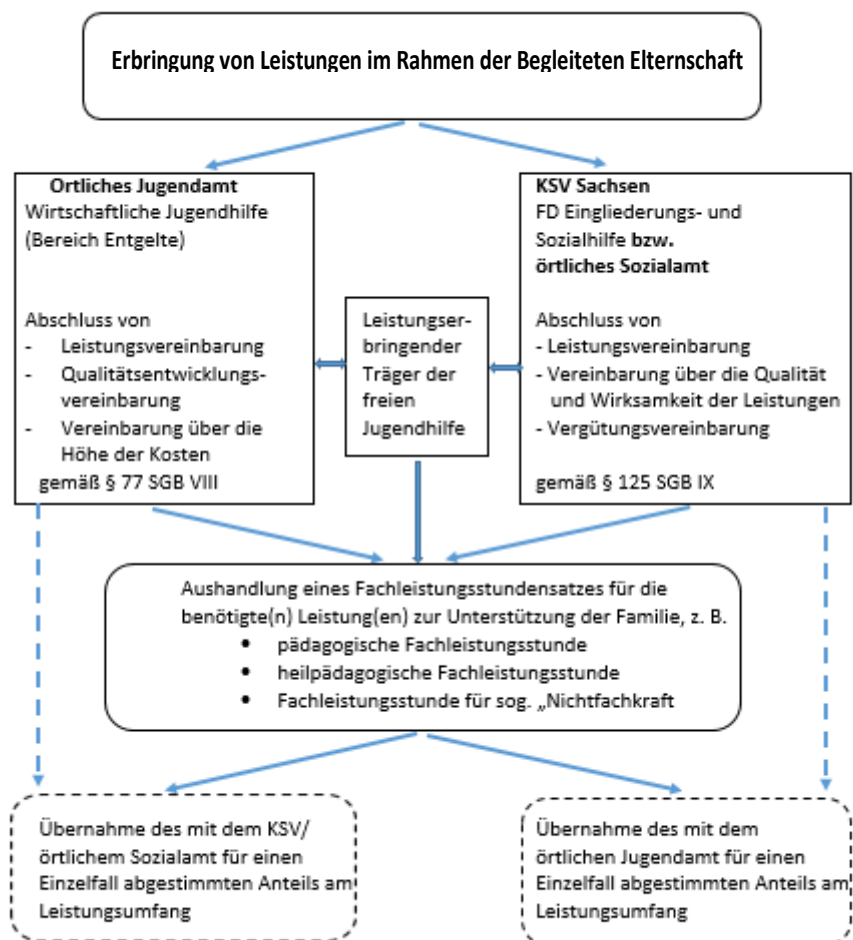 Erbringung von Leistungen im Rahmen der Begleiteten Elternschaft
Ortliches Jugendamt
Wirtschaftliche Jugendhilfe
(Bereich Entgelte)
Abschluss von
- Leistungsvereinbarung
- Qualitätsentwicklungs-
vereinbarung
- Vereinbarung über die
Höhe der Kosten
gemäß § 77 SGB VIII
Leistungser-
bringender
Träger der
freien
Jugendhilfe
KSV Sachsen
FD Eingliederungs- und
Sozialhilfe bzw.
örtliches Sozialamt
Abschluss von
- Leistungsvereinbarung
- Vereinbarung über die Qualität
und Wirksamkeit der Leistungen
- Vergütungsvereinbarung
gemäß § 125 SGB IX
Aushandlung eines Fachleistungsstundensatzes für die
benötigte(n) Leistung(en) zur Unterstützung der Familie, z. B.
• pädagogische Fachleistungsstunde
• heilpädagogische Fachleistungsstunde
• Fachleistungsstunde für sog. „Nichtfachkraft
Übernahme des mit dem KSV/
örtlichem Sozialamt für einen
Einzelfall abgestimmten Anteils am
Leistungsumfang
Übernahme des mit dem
örtlichen Jugendamt für einen
Einzelfall abgestimmten Anteils am
Leistungsumfang